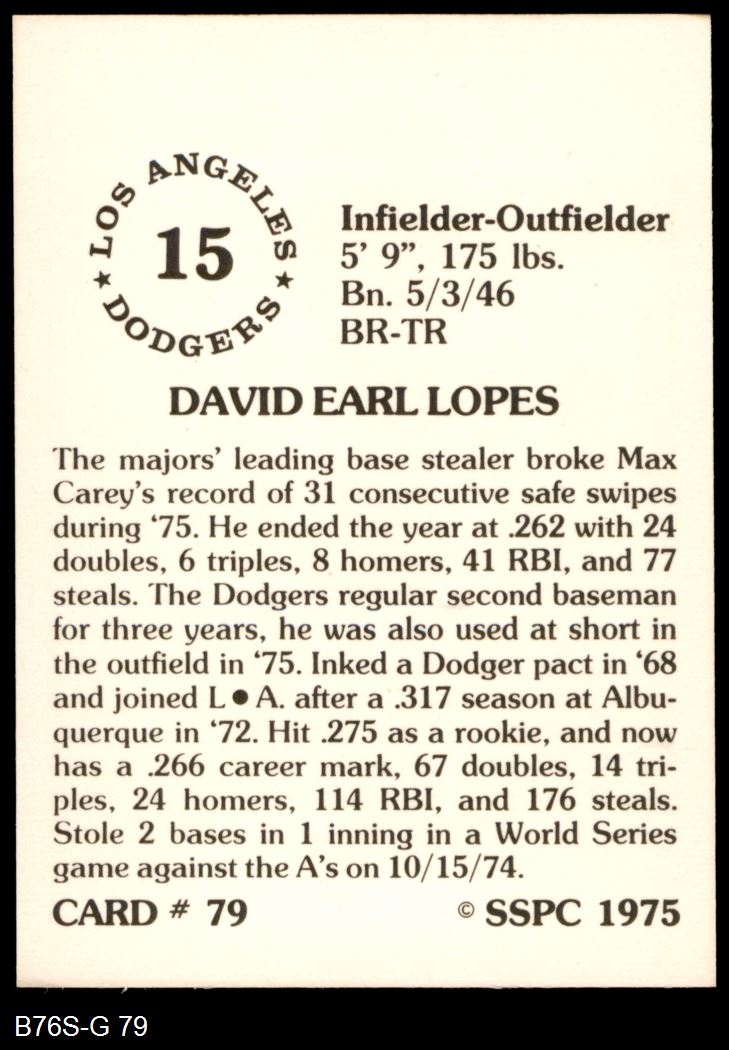 LOS ANGELES
15
★ DODGERS ★
Infielder-Outfielder
5’ 9”, 175 lbs.
Bn. 5/3/46
BR-TR
DAVID EARL LOPES
The majors’ leading base stealer broke Max
Carey’s record of 31 consecutive safe swipes
during ‘75. He ended the year at .262 with 24
doubles, 6 triples, 8 homers, 41 RBI, and 77
steals. The Dodgers regular second baseman
for three years, he was also used at short in
the outfield in ‘75. Inked a Dodger pact in ‘68
and joined L●A. after a .317 season at Albu-
querque in ‘72. Hit .275 as a rookie, and now
has a .266 career mark, 67 doubles, 14 tri-
ples, 24 homers, 114 RBI, and 176 steals.
Stole 2 bases in 1 inning in a World Series
game against the A’s on 10/15/74.
CARD # 79
© SSPC 1975
B76S-G 79